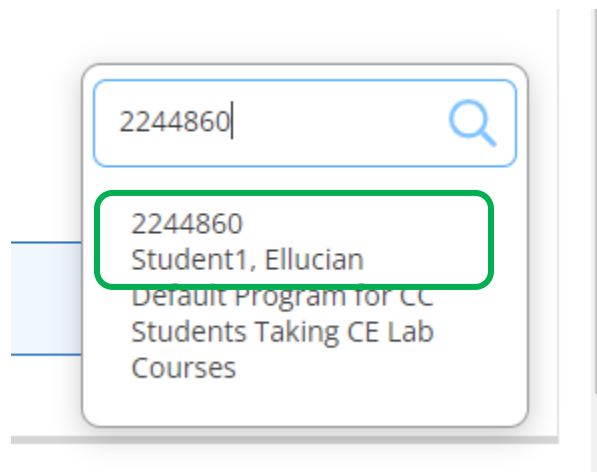 2244860
2244860
Student1, Ellucian
Default Program for CC
Students Taking CE Lab
Courses